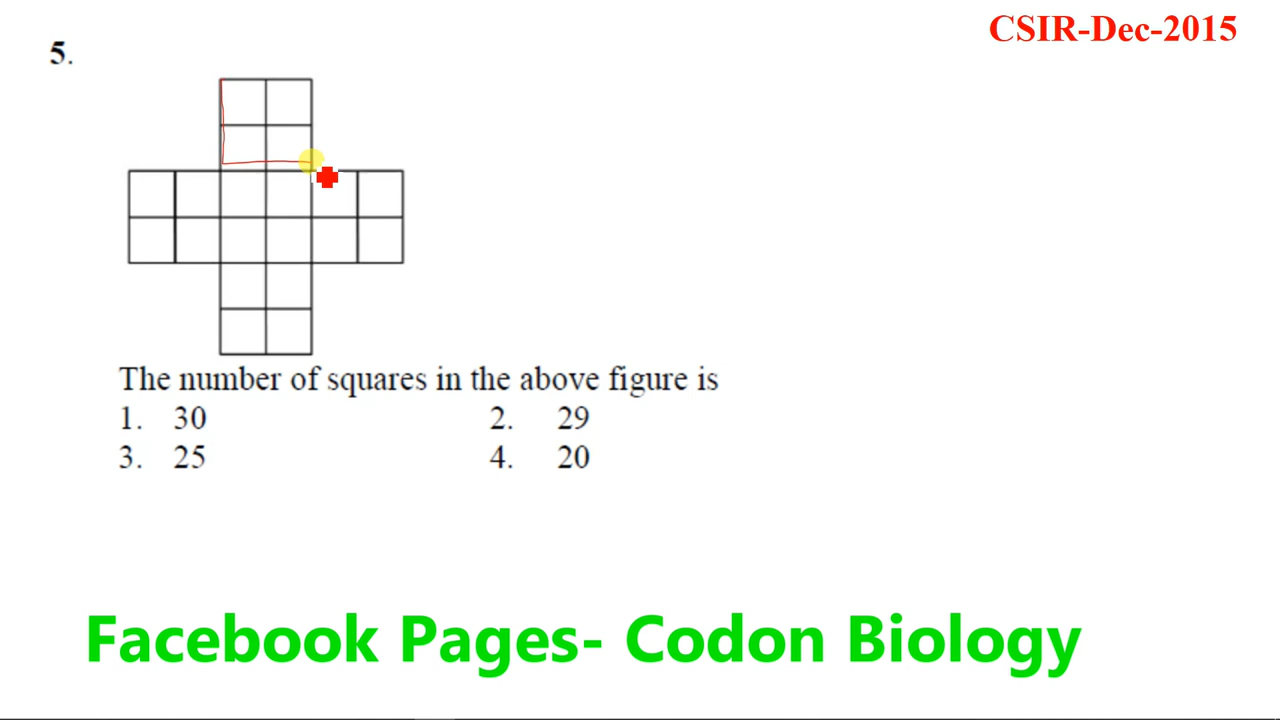 CSIR-Dec-2015
5.
The number of squares in the above figure is
1. 30 2. 29
3. 25 4. 20
Facebook Pages- Codon Biology